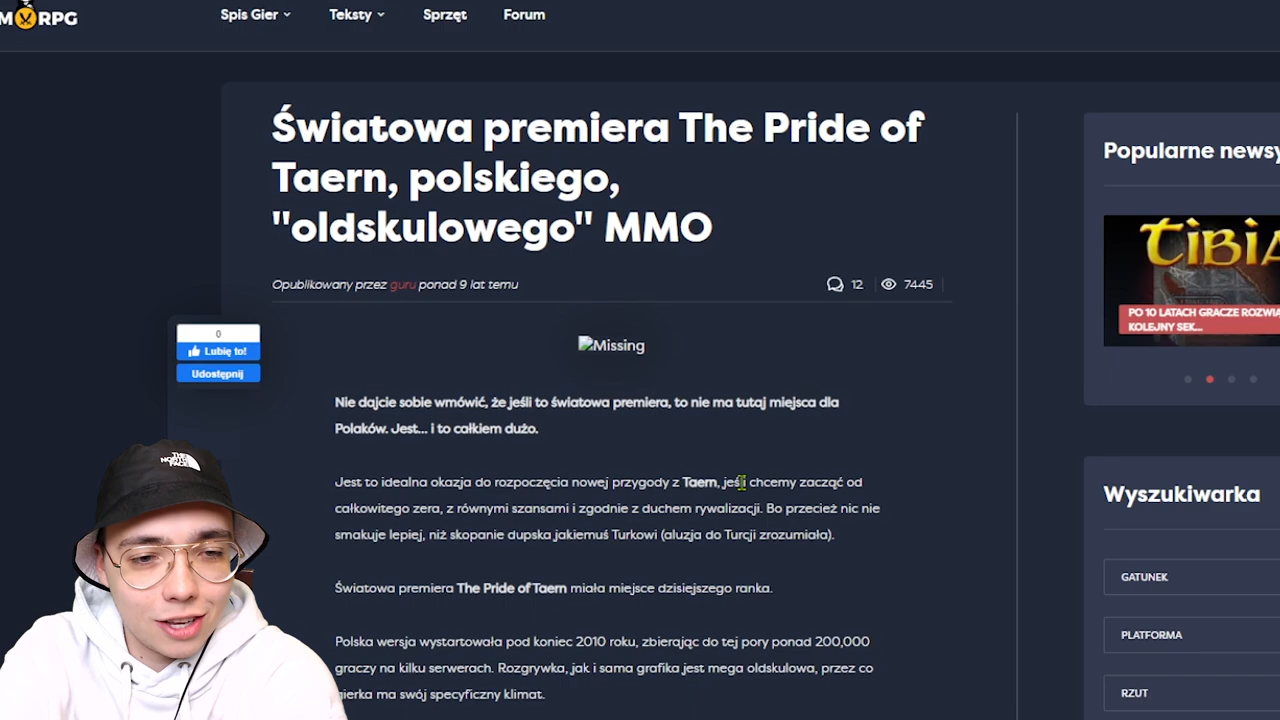 RPG
Spis Gier
Teksty
Sprzęt
Forum
Światowa premiera The Pride of
Taern, polskiego,
"oldskulowego" MMO
Opublikowany przez guru ponad 9 lat temu
12
7445
Popularne newsy
TIBIA
PO 10 LATACH GRACZE ROZWIĄ
KOLEJNY SEK...
0
Lubię to!
Udostępnij
Missing
Nie dajcie sobie wmówić, że jeśli to światowa premiera, to nie ma tutaj miejsca dla
Polaków. Jest... i to całkiem dużo.
Jest to idealna okazja do rozpoczęcia nowej przygody z Taern, jeśli chcemy zacząć od
całkowitego zera, z równymi szansami i zgodnie z duchem rywalizacji. Bo przecież nic nie
smakuje lepiej, niż skopanie dupska jakiemuś Turkowi (aluzja do Turcji zrozumiała).
Światowa premiera The Pride of Taern miała miejsce dzisiejszego ranka.
Polska wersja wystartowała pod koniec 2010 roku, zbierając do tej pory ponad 200,000
graczy na kilku serwerach. Rozgrywka, jak i sama grafika jest mega oldskulowa, przez co
gierka ma swój specyficzny klimat.
Wyszukiwarka
GATUNEK
PLATFORMA
RZUT
THE
NORTH
FACE